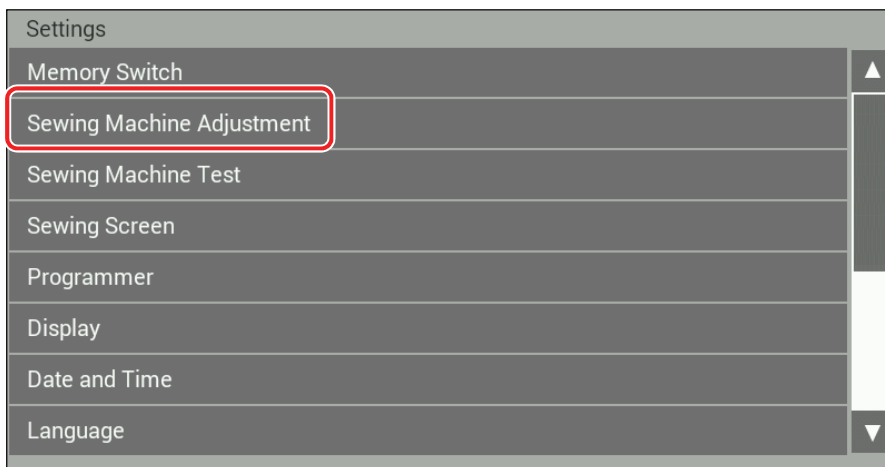 Settings
Memory Switch
Sewing Machine Adjustment
Sewing Machine Test
Sewing Screen
Programmer
Display
Date and Time
Language